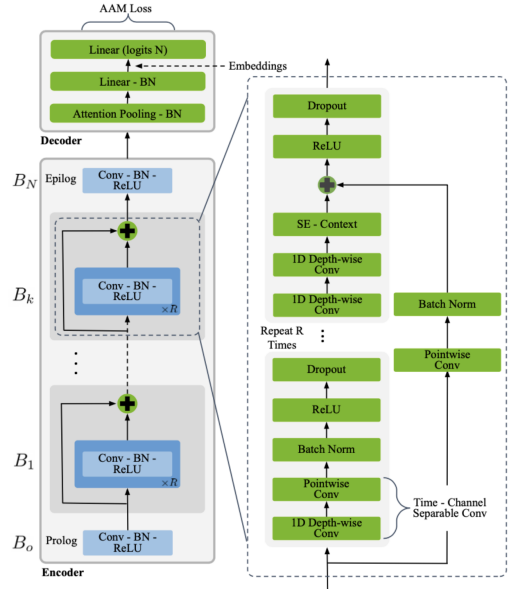 AAM Loss
Linear (logits N)
Embeddings
Linear - BN
Attention Pooling - BN
Decoder
B_N
Epilog
Conv - BN -
ReLU
B_k
Conv - BN -
ReLU
×R
B_1
Conv - BN -
ReLU
×R
B_o
Prolog
Conv - BN -
ReLU
Encoder
Dropout
ReLU
SE - Context
1D Depth-wise
Conv
1D Depth-wise
Conv
Batch Norm
Repeat R
Times
Pointwise
Conv
Dropout
ReLU
Batch Norm
Pointwise
Conv
Time - Channel
Separable Conv
1D Depth-wise
Conv